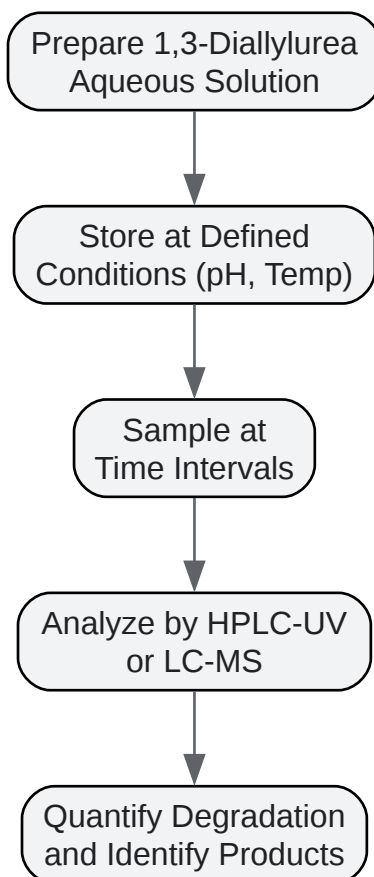 Prepare 1,3-Diallylurea
Aqueous Solution
Store at Defined
Conditions (pH, Temp)
Sample at
Time Intervals
Analyze by HPLC-UV
or LC-MS
Quantify Degradation
and Identify Products